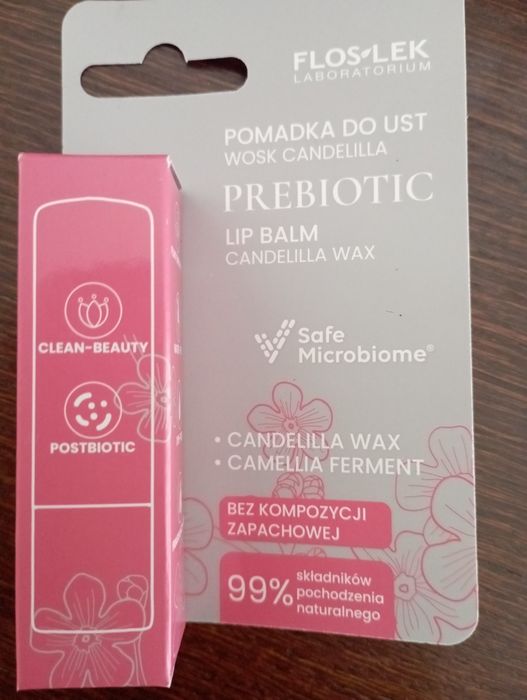 FLOS-LEK
LABORATORIUM
POMADKA DO UST
WOSK CANDELILLA
PREBIOTIC
LIP BALM
CANDELILLA WAX
Safe
Microbiome®
• CANDELILLA WAX
• CAMELLIA FERMENT
BEZ KOMPOZYCJI
ZAPACHOWEJ
99% składników
pochodzenia
naturalnego
CLEAN-BEAUTY
POSTBIOTIC